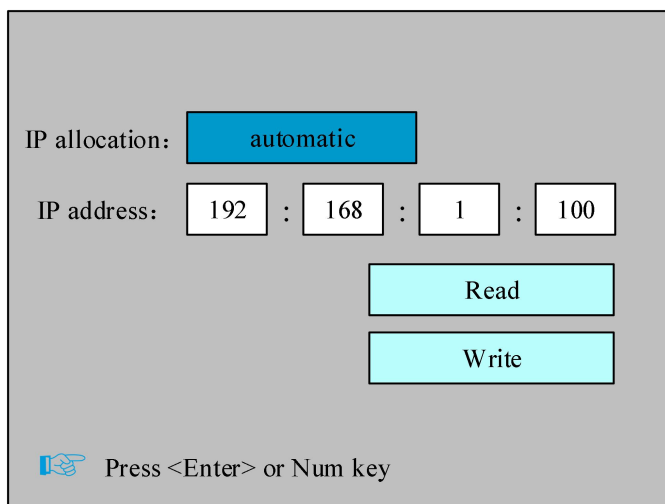 IP allocation: automatic
IP address: 192 : 168 : 1 : 100
Read
Write
Press <Enter> or Num key